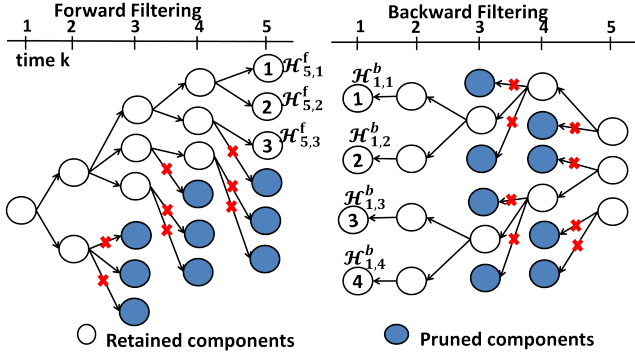 Forward Filtering
Backward Filtering
1 2 3 4 5
1 2 3 4 5
time k
1 ℋ^f_{5,1}
2 ℋ^f_{5,2}
3 ℋ^f_{5,3}
ℋ^b_{1,1}
1
ℋ^b_{1,2}
2
ℋ^b_{1,3}
3
ℋ^b_{1,4}
4
Retained components
Pruned components